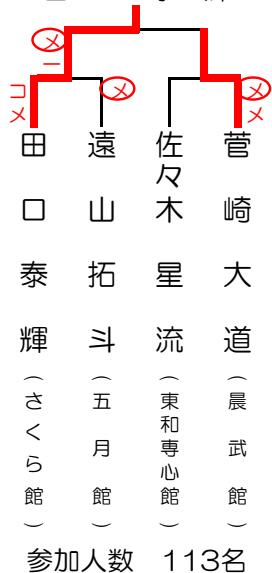 メ一
コメ
メ
メメ
菅崎大道（晨武館）
佐々木星流（東和専心館）
遠山拓斗（五月館）
田口泰輝（さくら館）
参加人数　113名